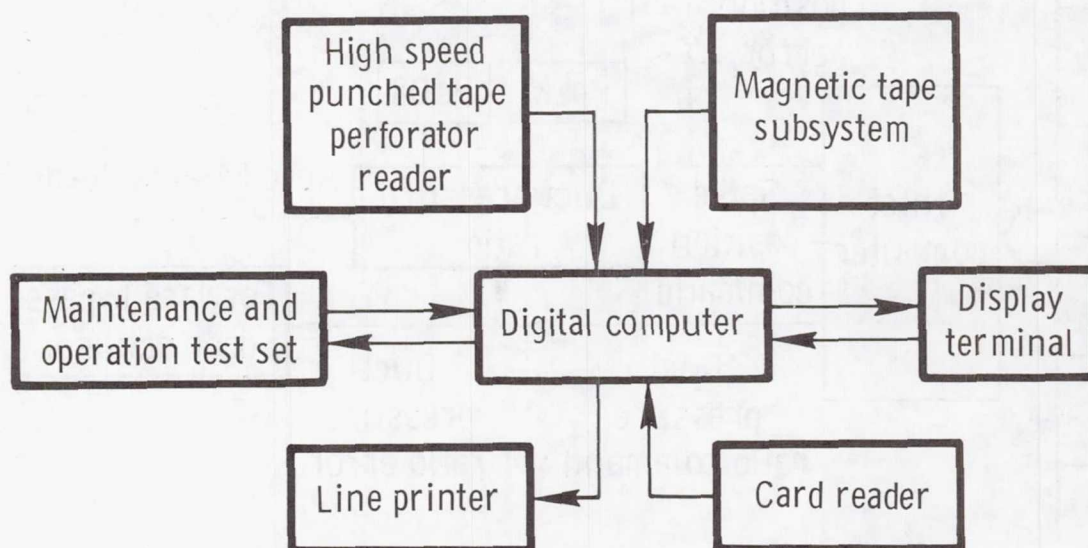 High speed
punched tape
perforator
reader
Magnetic tape
subsystem
Maintenance and
operation test set
Digital computer
Display
terminal
Line printer
Card reader